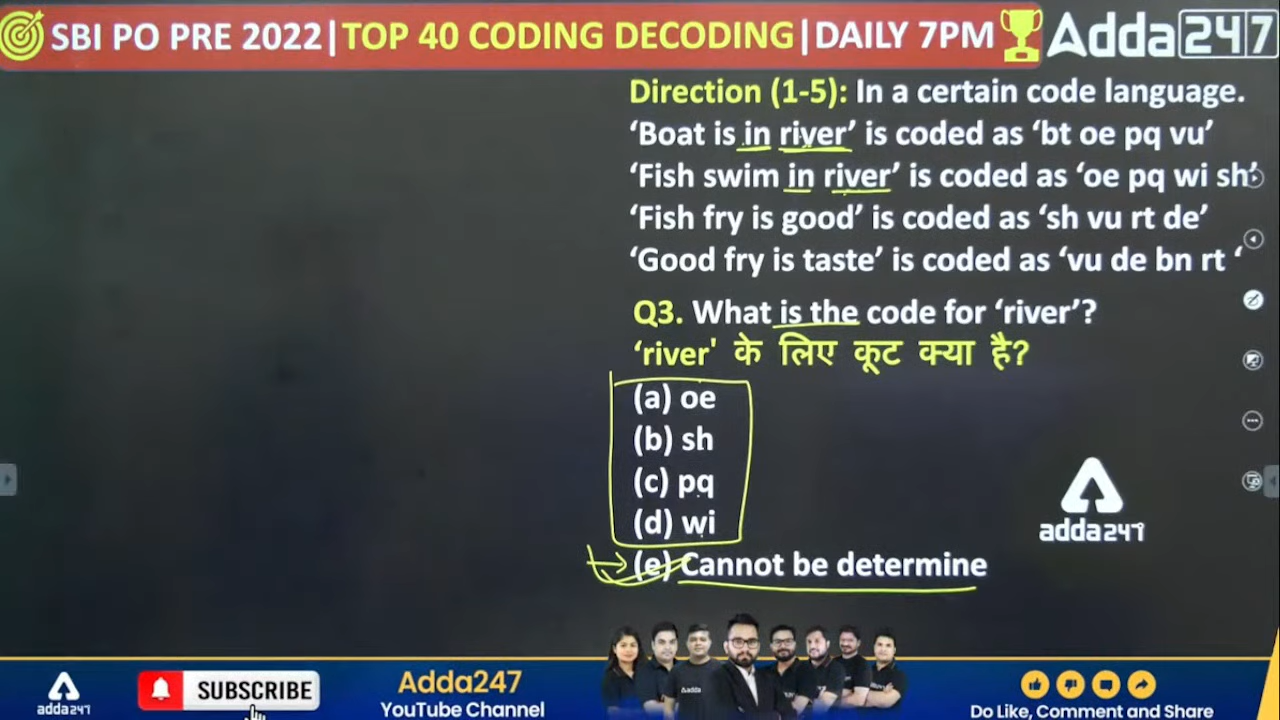 SBI PO PRE 2022|TOP 40 CODING DECODING|DAILY 7PM Adda247
Direction (1-5): In a certain code language.
‘Boat is in river’ is coded as ‘bt oe pq vu’
‘Fish swim in river’ is coded as ‘oe pq wi sh’
‘Fish fry is good’ is coded as ‘sh vu rt de’
‘Good fry is taste’ is coded as ‘vu de bn rt ‘
Q3. What is the code for ‘river’?
‘river' के लिए कूट क्या है?
(a) oe
(b) sh
(c) pq
(d) wi
(e) Cannot be determine
adda247
adda247
SUBSCRIBE
Adda247
YouTube Channel
Do Like, Comment and Share